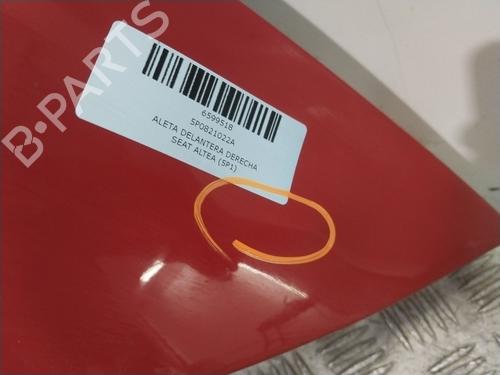 B-PARTS
6599518
5P0821022A
ALETA DELANTERA DERECHA
SEAT ALTEA (5P1)